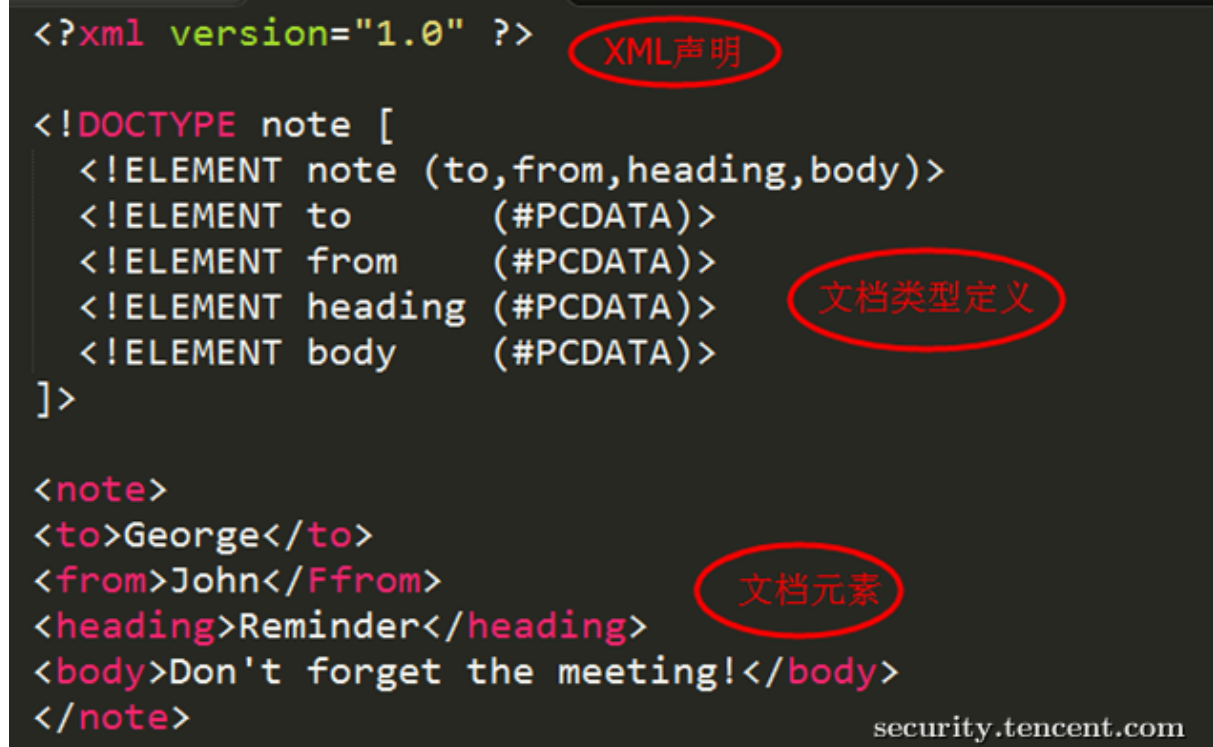 <?xml version="1.0" ?>
XML声明
<!DOCTYPE note [
<!ELEMENT note (to,from,heading,body)>
<!ELEMENT to (#PCDATA)>
<!ELEMENT from (#PCDATA)>
<!ELEMENT heading (#PCDATA)>
文档类型定义
<!ELEMENT body (#PCDATA)>
]>
<note>
<to>George</to>
<from>John</Ffrom>
文档元素
<heading>Reminder</heading>
<body>Don't forget the meeting!</body>
</note>
security.tencent.com